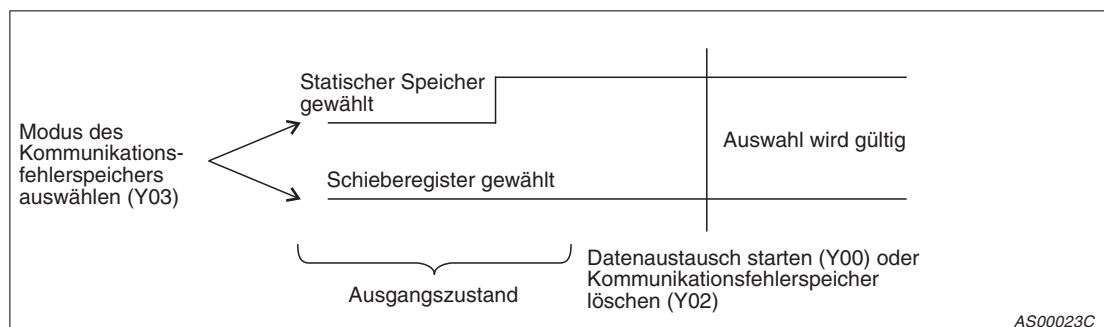 Statischer Speicher
gewählt
Modus des
Kommunikations-
fehlerspeichers
auswählen (Y03)
Auswahl wird gültig
Schieberegister gewählt
Ausgangszustand
Datenaustausch starten (Y00) oder
Kommunikationsfehlerspeicher
löschen (Y02)
AS00023C